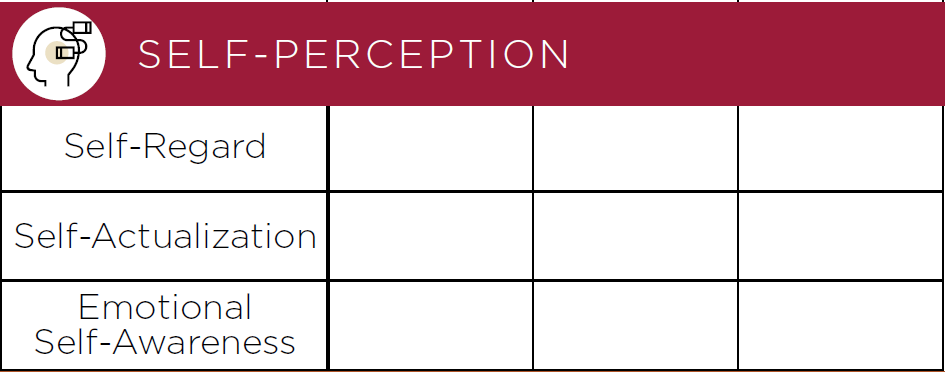 SELF-PERCEPTION
Self-Regard
Self-Actualization
Emotional
Self-Awareness